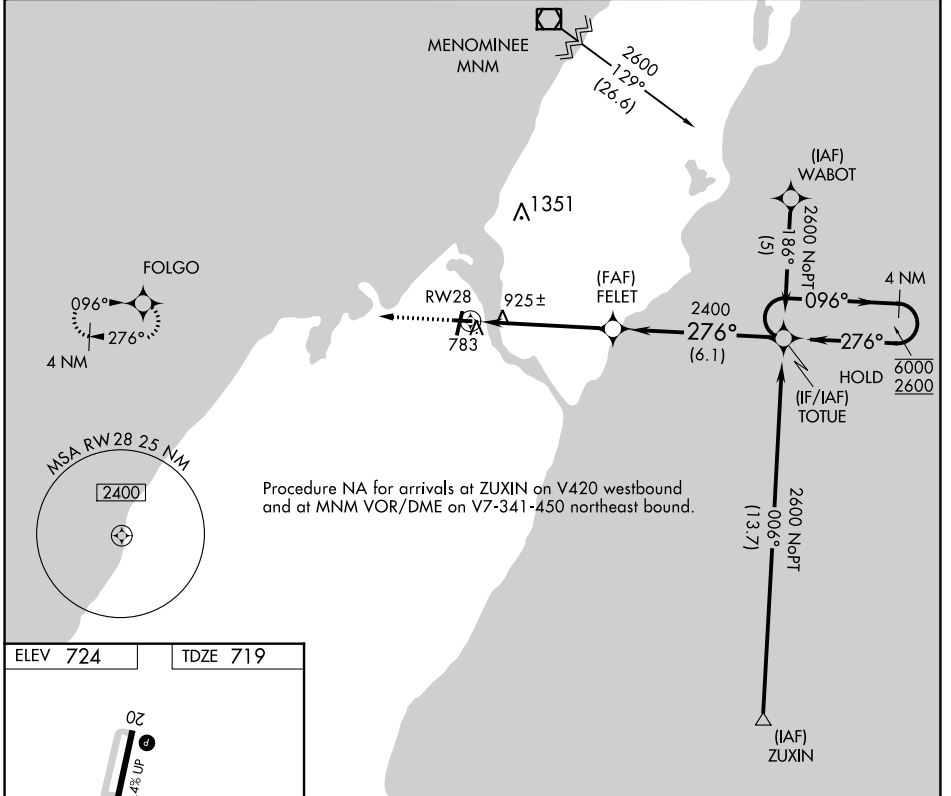 MENOMINEE
MNM
2600
129°
(26.6)
(IAF)
WABOT
1351
2600 NoPT
186°
(5)
FOLGO
(FAF)
FELET
4 NM
096°
276°
4 NM
RW28
925±
783
2400
276°
(6.1)
096°
276°
HOLD
6000
2600
(IF/IAF)
TOTUE
MSA RW28 25 NM
2400
Procedure NA for arrivals at ZUXIN on V420 westbound
and at MNM VOR/DME on V7-341-450 northeast bound.
2600 NoPT
006°
(13.7)
ELEV 724
TDZE 719
20
P
.4% UP
(IAF)
ZUXIN